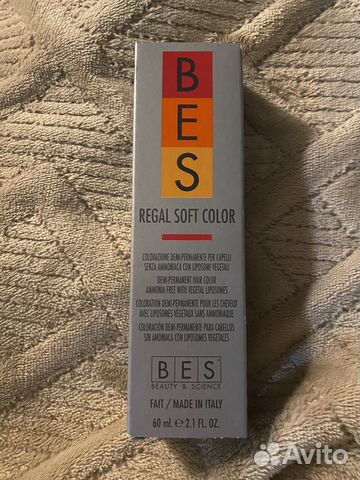 B
E
S
REGAL SOFT COLOR
COLORAZIONE DEMI-PERMANENTE PER CAPELLI
SENZA AMMONIACA CON LIPOSOMI VEGETALI
DEMI-PERMANENT HAIR COLOR
AMMONIA FREE WITH VEGETAL LIPOSOMES
COLORATION DEMI-PERMANENTE POUR LES CHEVEUX
AVEC LIPOSOMES VÉGÉTAUX SANS AMMONIAQUE
COLORACIÓN DEMI-PERMANENTE PARA CABELLOS
SIN AMONIACA CON LIPOSOMAS VEGETALES
BES®
BEAUTY & SCIENCE
FAIT / MADE IN ITALY
60 ml. ℮ 2.1 FL. OZ.
Avito